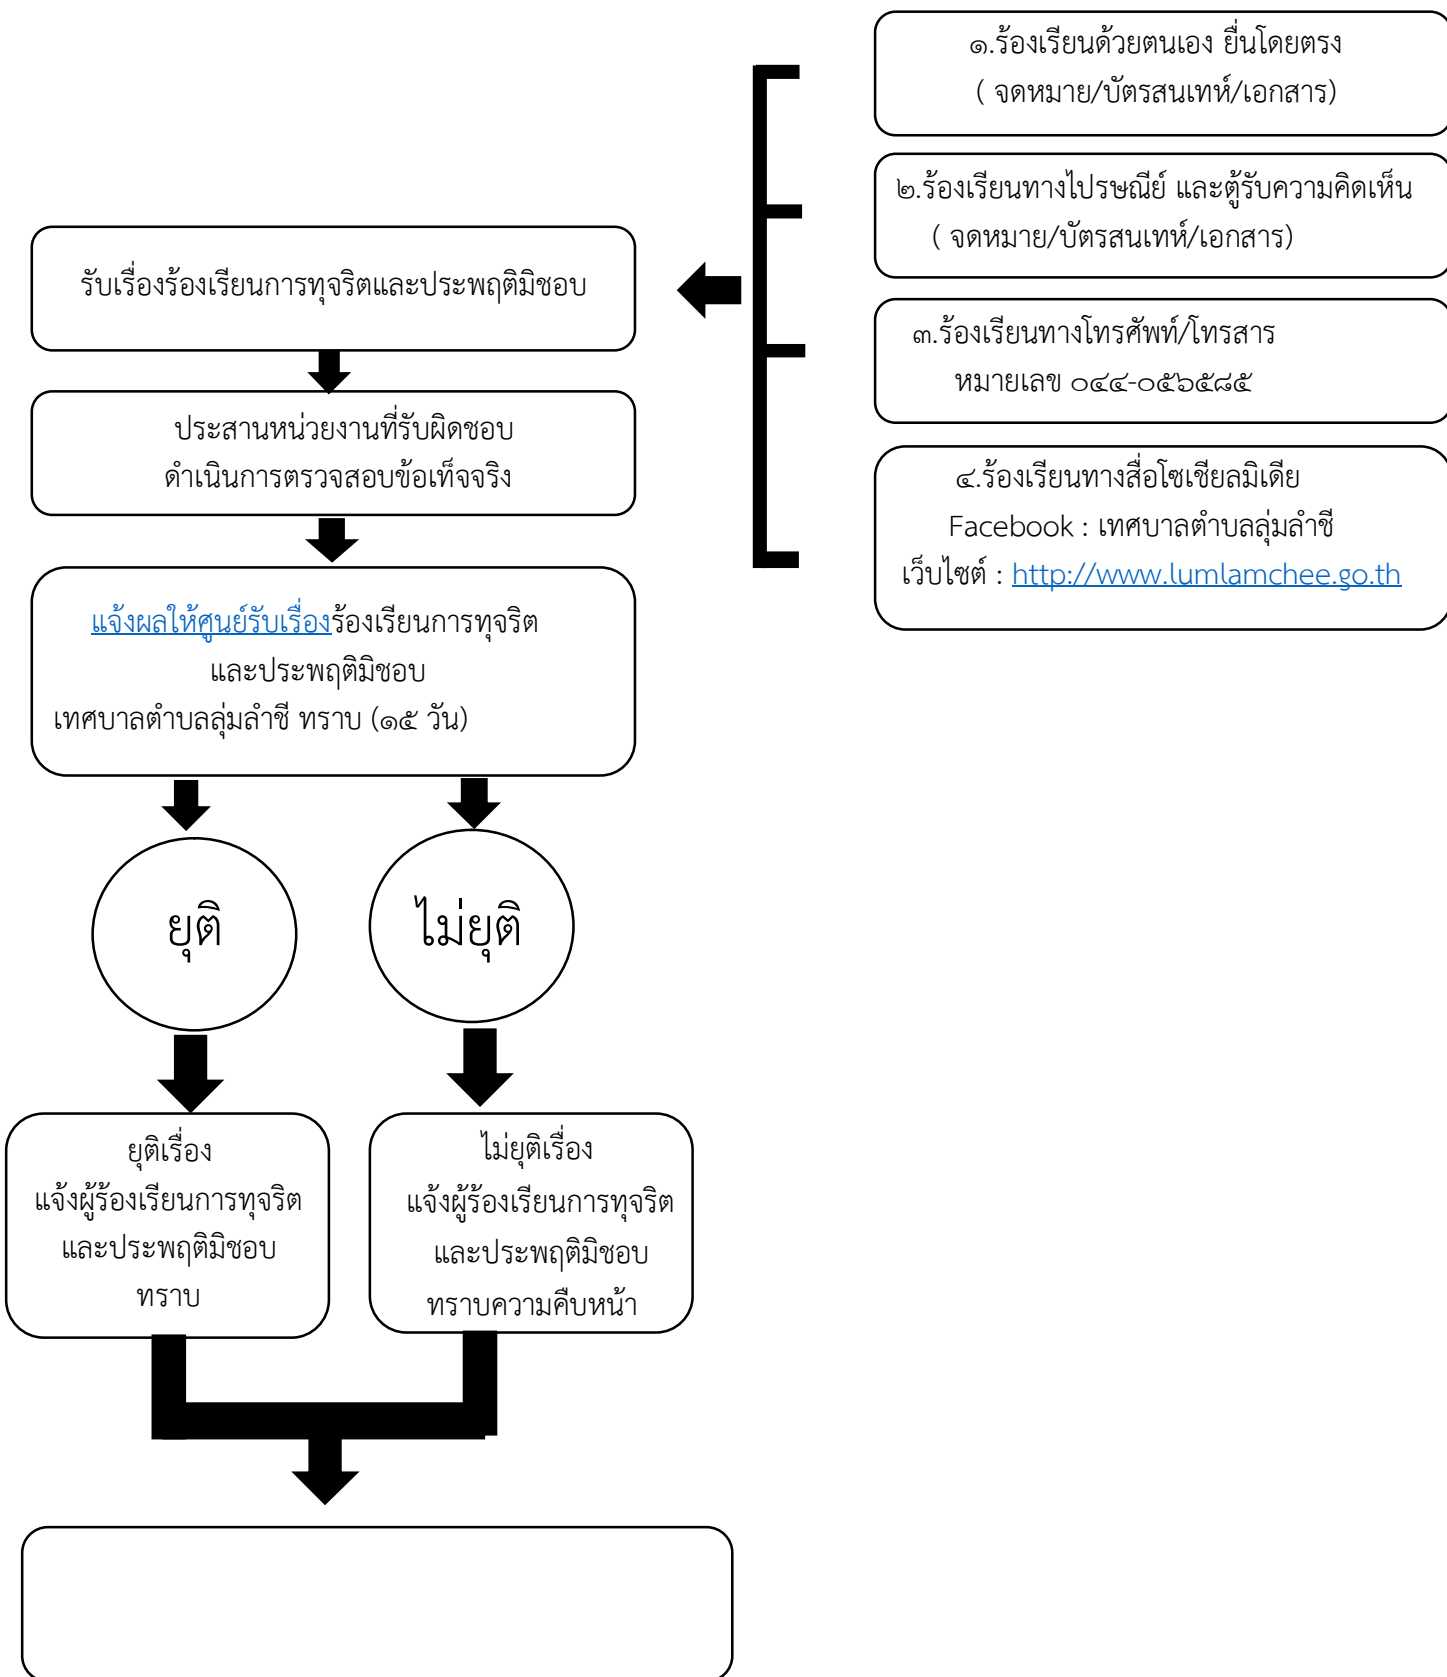 ๑.ร้องเรียนด้วยตนเอง ยื่นโดยตรง
( จดหมาย/บัตรสนเทห์/เอกสาร)
๒.ร้องเรียนทางไปรษณีย์ และตู้รับความคิดเห็น
( จดหมาย/บัตรสนเทห์/เอกสาร)
๓.ร้องเรียนทางโทรศัพท์/โทรสาร
หมายเลข ๐๔๔-๐๕๖๕๘๕
๔.ร้องเรียนทางสื่อโซเชียลมิเดีย
Facebook : เทศบาลตำบลลุ่มลำชี
เว็บไซต์ : http://www.lumlamchee.go.th
รับเรื่องร้องเรียนการทุจริตและประพฤติมิชอบ
ประสานหน่วยงานที่รับผิดชอบ
ดำเนินการตรวจสอบข้อเท็จจริง
แจ้งผลให้ศูนย์รับเรื่องร้องเรียนการทุจริต
และประพฤติมิชอบ
เทศบาลตำบลลุ่มลำชี ทราบ (๑๕ วัน)
ยุติ
ไม่ยุติ
ยุติเรื่อง
แจ้งผู้ร้องเรียนการทุจริต
และประพฤติมิชอบ
ทราบ
ไม่ยุติเรื่อง
แจ้งผู้ร้องเรียนการทุจริต
และประพฤติมิชอบ
ทราบความคืบหน้า